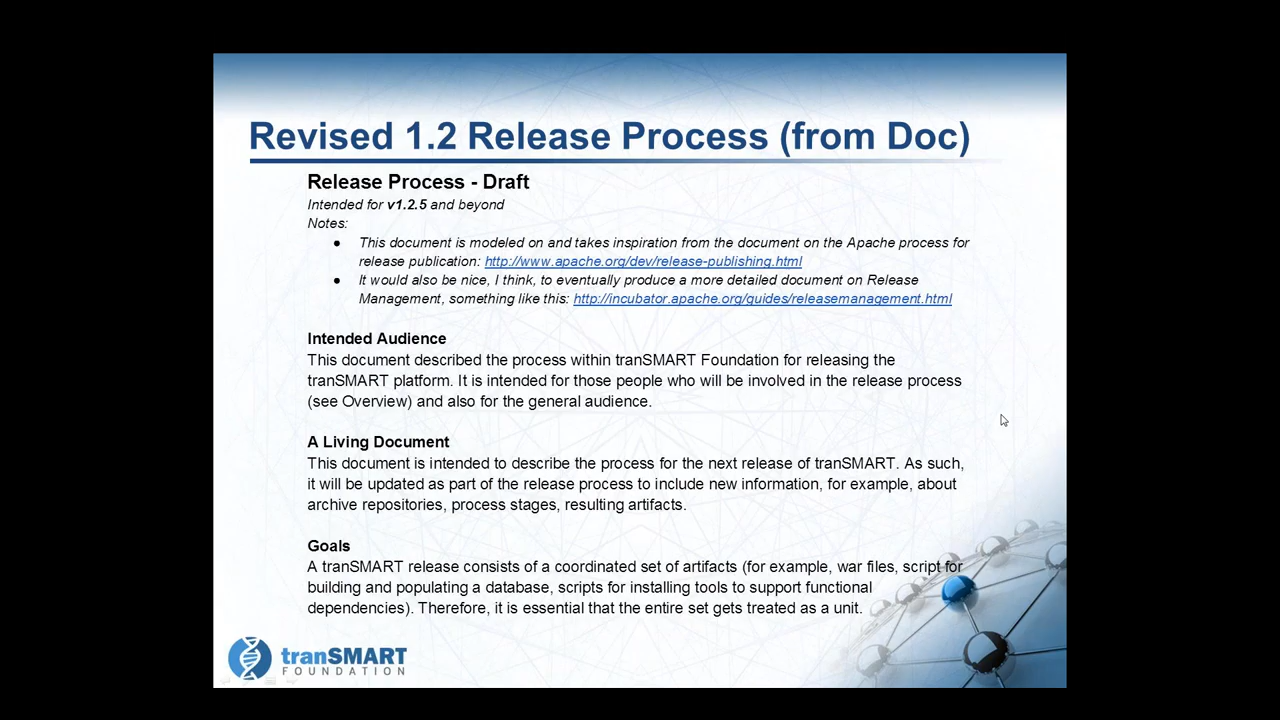 Revised 1.2 Release Process (from Doc)
Release Process - Draft
Intended for v1.2.5 and beyond
Notes:
● This document is modeled on and takes inspiration from the document on the Apache process for
release publication: http://www.apache.org/dev/release-publishing.html
● It would also be nice, I think, to eventually produce a more detailed document on Release
Management, something like this: http://incubator.apache.org/guides/releasemanagement.html
Intended Audience
This document described the process within tranSMART Foundation for releasing the
tranSMART platform. It is intended for those people who will be involved in the release process
(see Overview) and also for the general audience.
A Living Document
This document is intended to describe the process for the next release of tranSMART. As such,
it will be updated as part of the release process to include new information, for example, about
archive repositories, process stages, resulting artifacts.
Goals
A tranSMART release consists of a coordinated set of artifacts (for example, war files, script for
building and populating a database, scripts for installing tools to support functional
dependencies). Therefore, it is essential that the entire set gets treated as a unit.
tranSMART
FOUNDATION